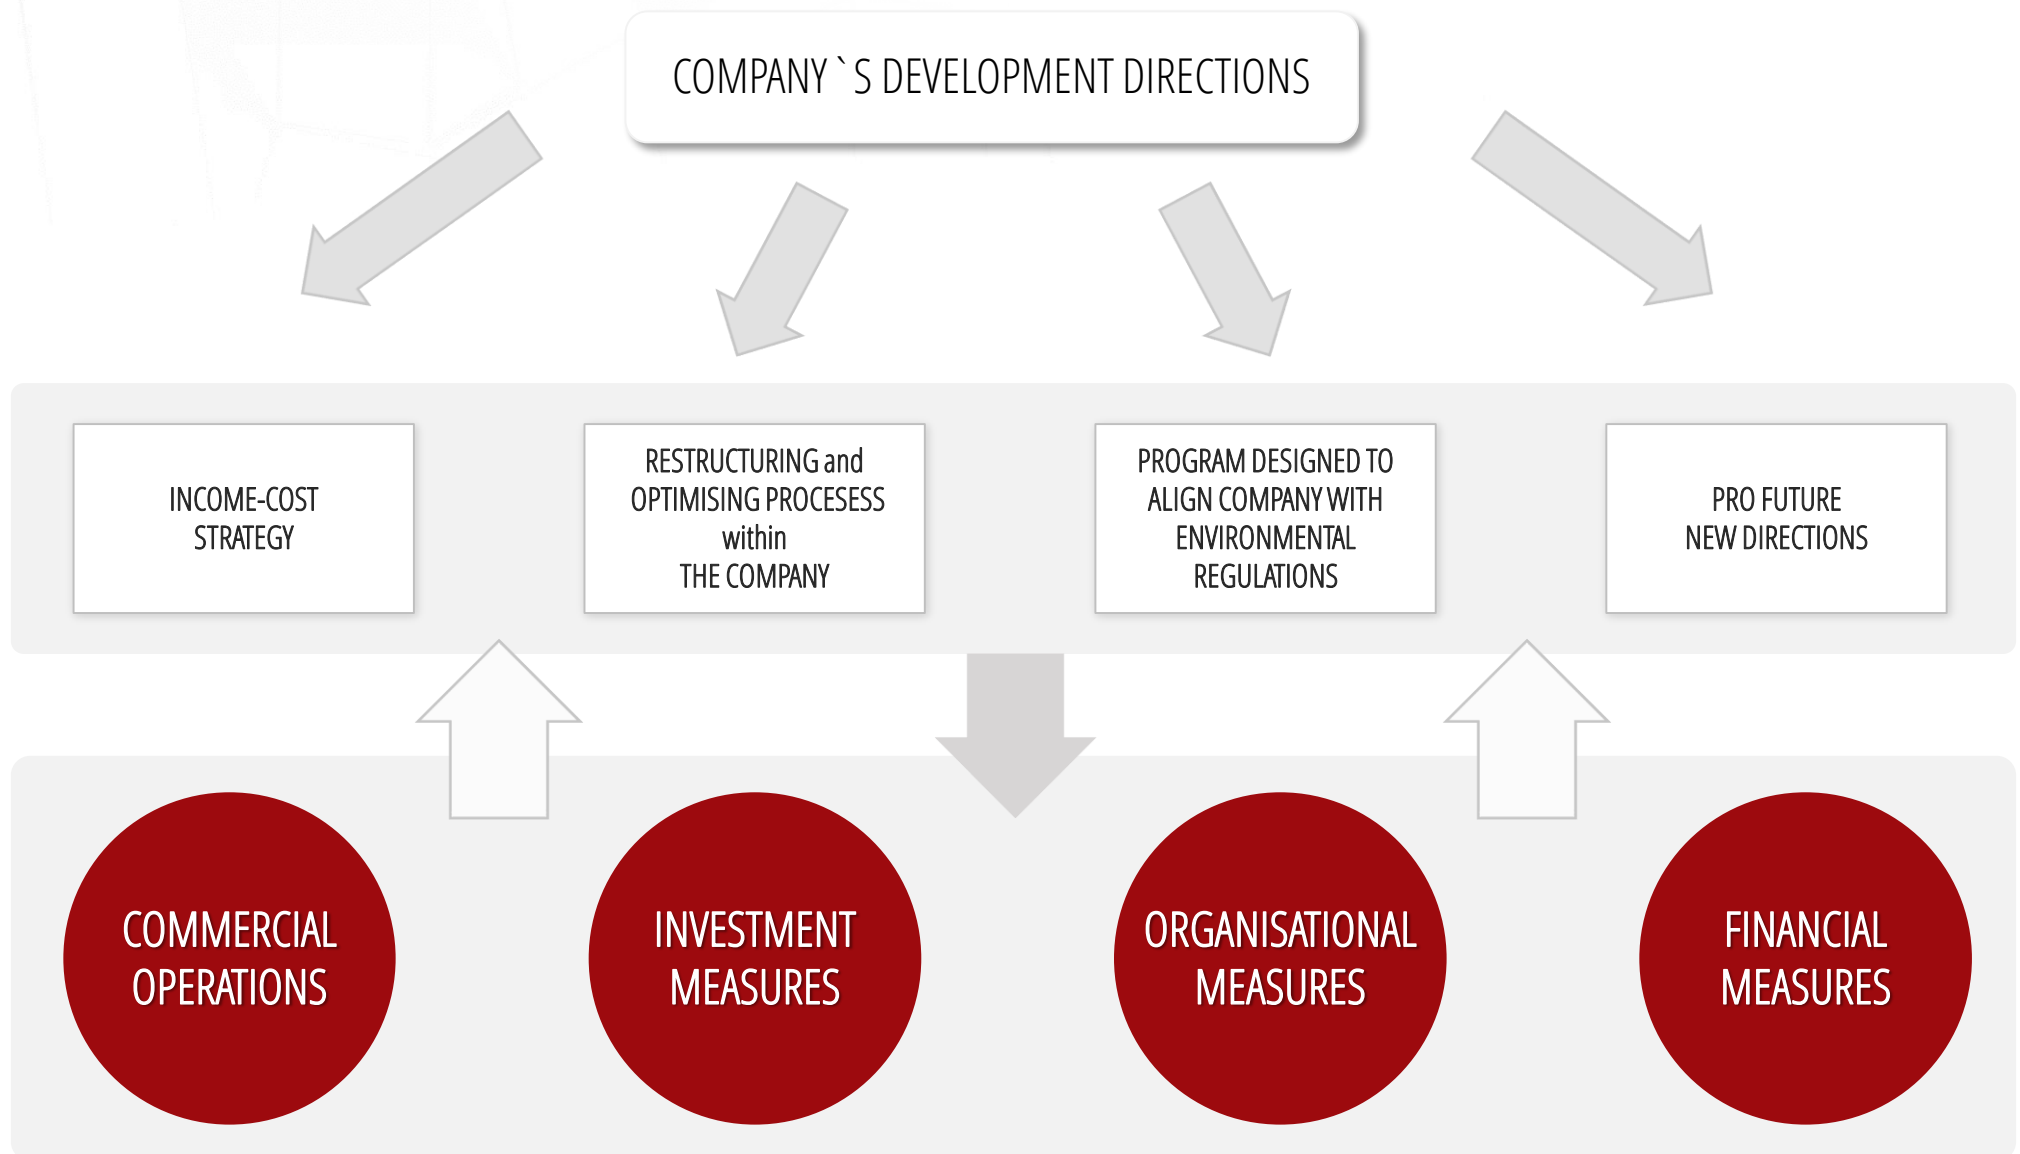 COMPANY`S DEVELOPMENT DIRECTIONS
INCOME-COST
STRATEGY
RESTRUCTURING and
OPTIMISING PROCESESS
within
THE COMPANY
PROGRAM DESIGNED TO
ALIGN COMPANY WITH
ENVIRONMENTAL
REGULATIONS
PRO FUTURE
NEW DIRECTIONS
COMMERCIAL
OPERATIONS
INVESTMENT
MEASURES
ORGANISATIONAL
MEASURES
FINANCIAL
MEASURES